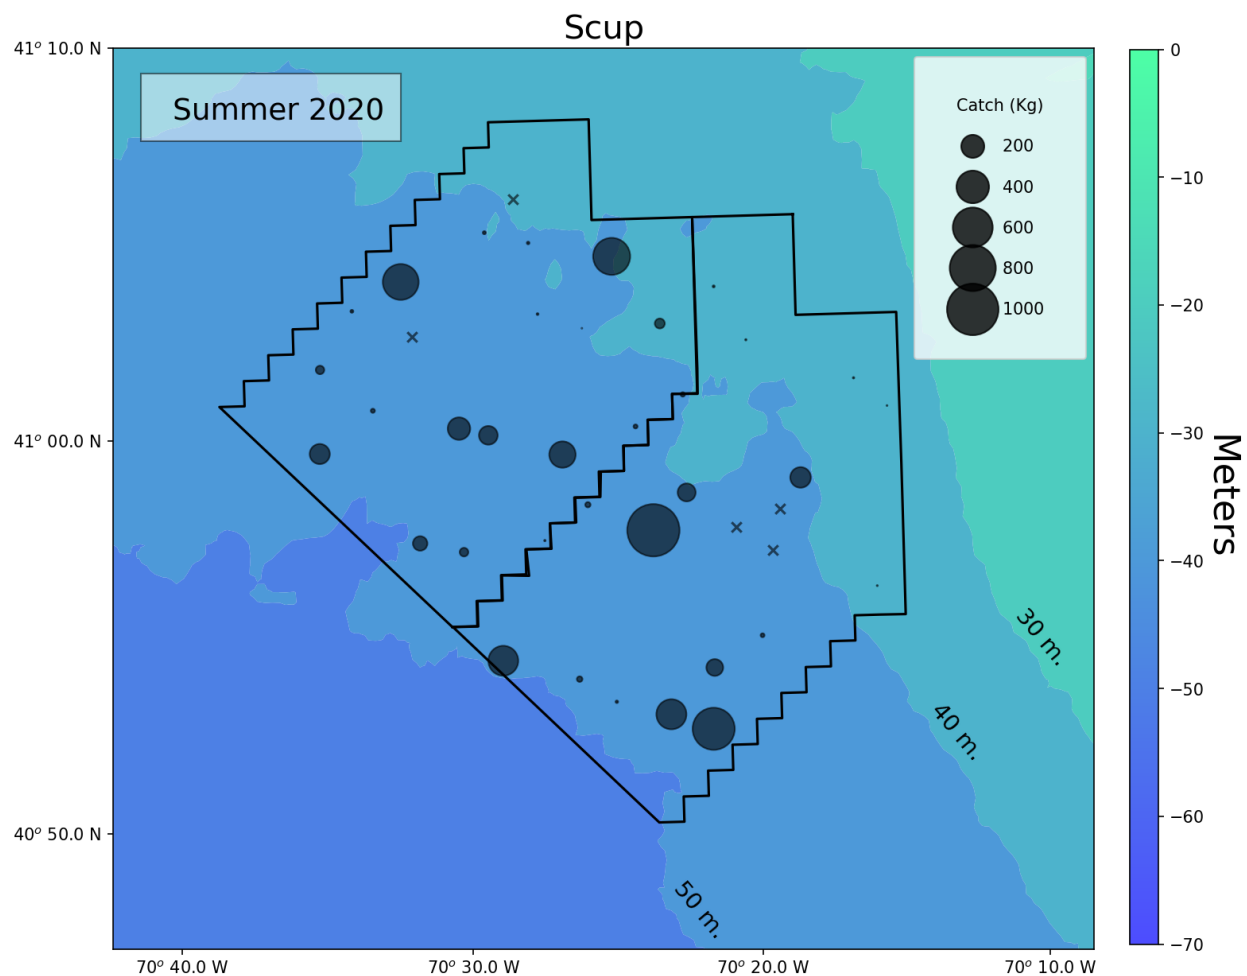 Scup
41° 10.0 N
41° 00.0 N
40° 50.0 N
Summer 2020
Catch (Kg)
200
400
600
800
1000
30 m.
40 m.
50 m.
70° 40.0 W
70° 30.0 W
70° 20.0 W
70° 10.0 W
0
−10
−20
−30
−40
−50
−60
−70
Meters